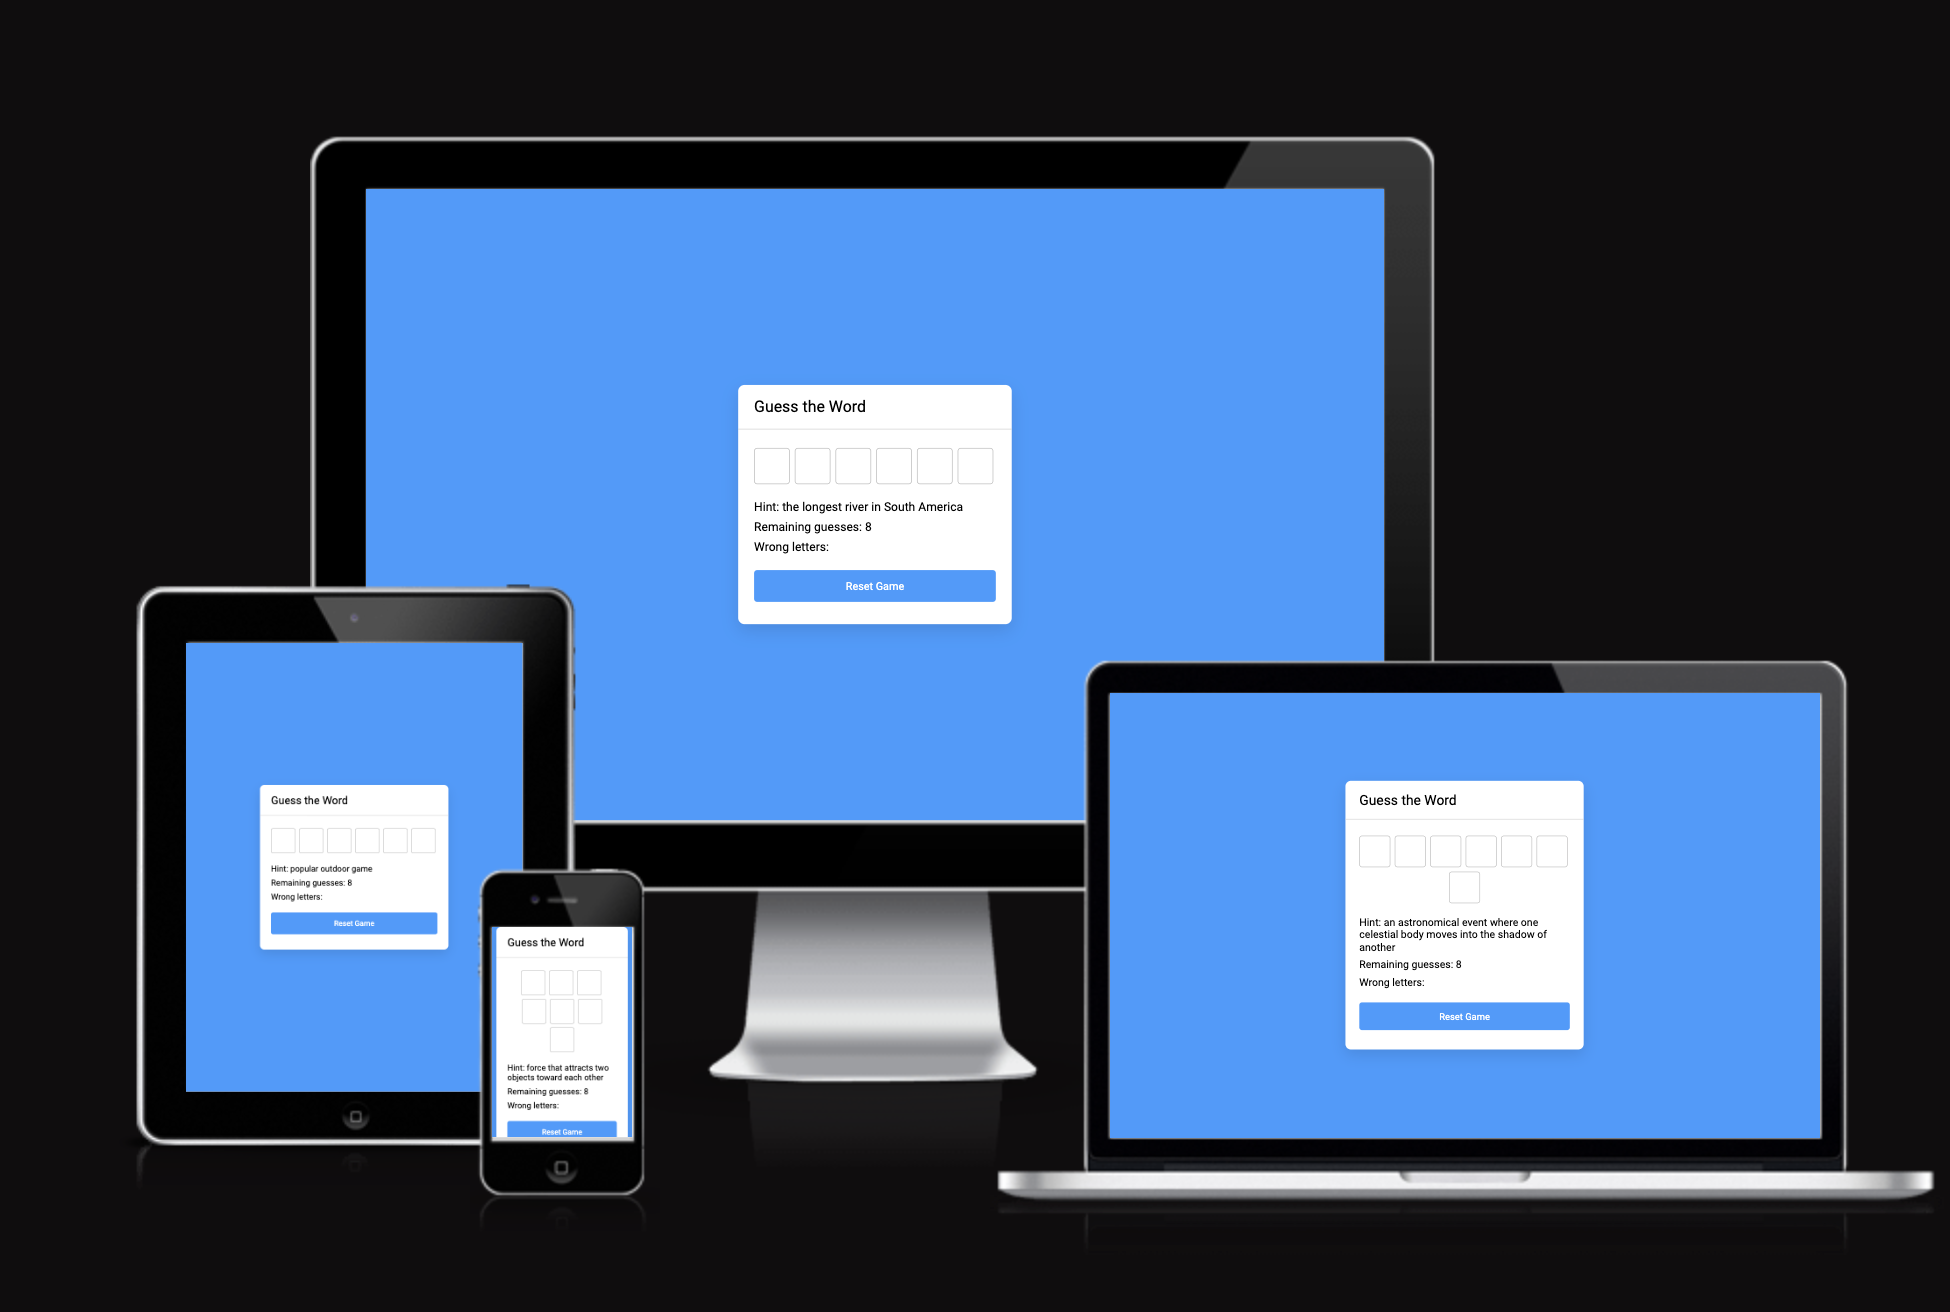 Guess the Word
Hint: the longest river in South America
Remaining guesses: 8
Wrong letters:
Reset Game
Guess the Word
Hint: popular outdoor game
Remaining guesses: 8
Wrong letters:
Reset Game
Guess the Word
Hint: force that attracts two
objects toward each other
Remaining guesses: 8
Wrong letters:
Reset Game
Guess the Word
Hint: an astronomical event where one
celestial body moves into the shadow of
another
Remaining guesses: 8
Wrong letters:
Reset Game